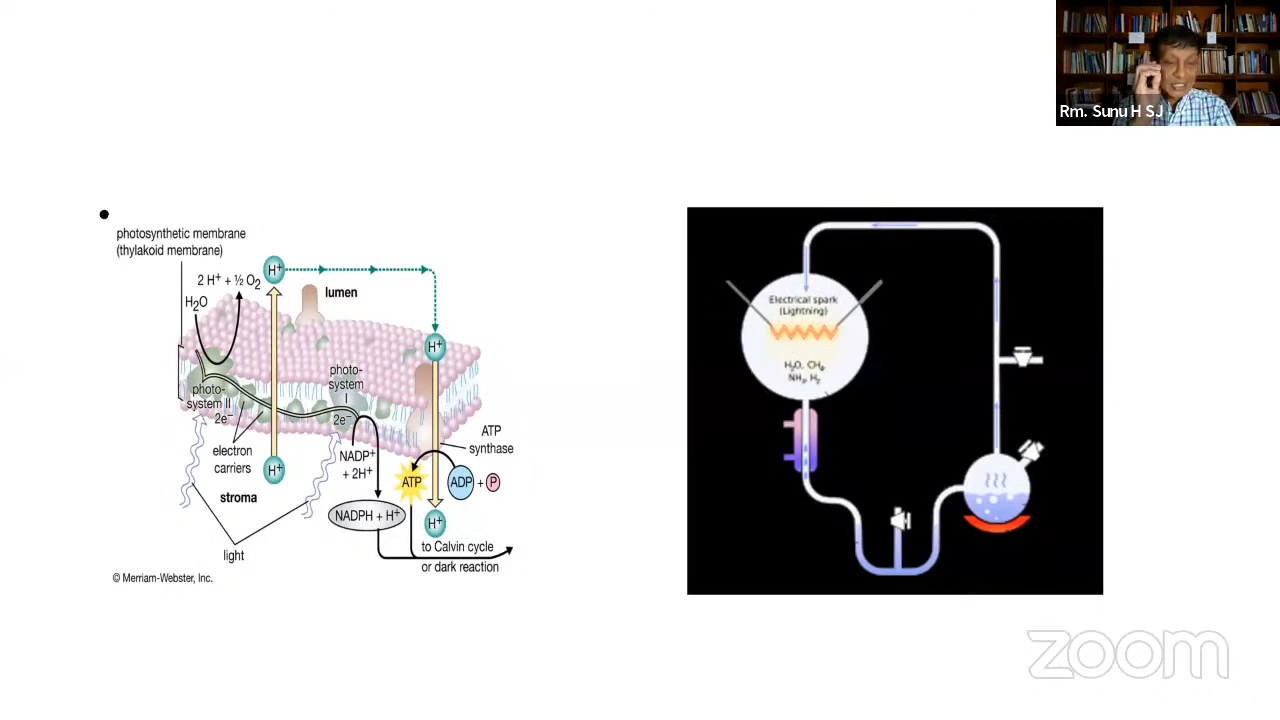 Rm. Sunu H SJ
photosynthetic membrane
(thylakoid membrane)
2 H⁺ + ½ O₂
H₂O
H⁺
lumen
H⁺
photo-
system II
2e⁻
photo-
system
I
2e⁻
electron
carriers
H⁺
stroma
light
NADP⁺
+ 2H⁺
NADPH + H⁺
ATP
synthase
ATP
ADP + P
H⁺
to Calvin cycle
or dark reaction
© Merriam-Webster, Inc.
Electrical spark
(Lightning)
H₂O, CH₄
NH₃, H₂
zoom